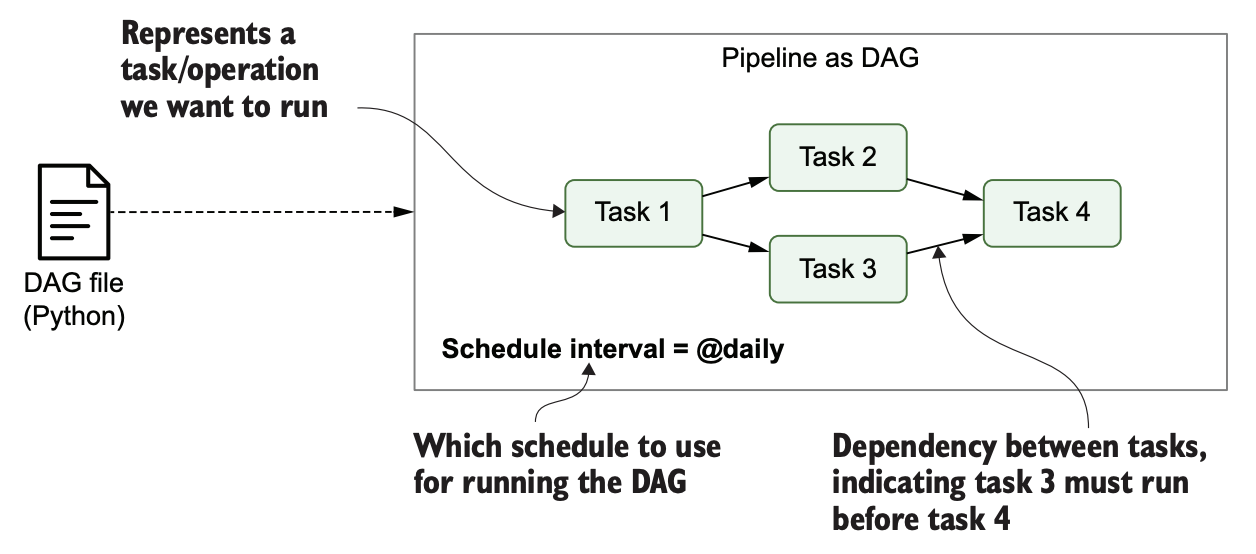 Represents a
task/operation
we want to run
Pipeline as DAG
Task 1
Task 2
Task 3
Task 4
DAG file
(Python)
Schedule interval = @daily
Which schedule to use
for running the DAG
Dependency between tasks,
indicating task 3 must run
before task 4